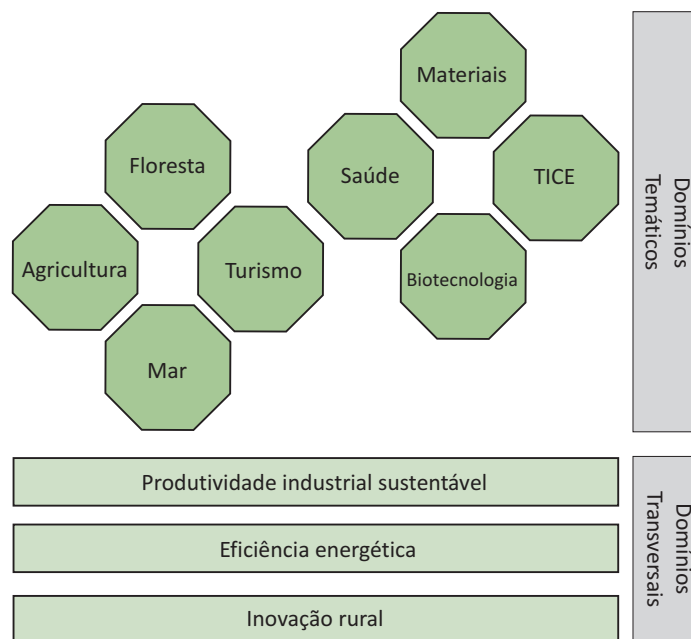 Materiais
Floresta
Saúde
TICE
Agricultura
Turismo
Biotecnologia
Mar
Domínios
Temáticos
Produtividade industrial sustentável
Eficiência energética
Inovação rural
Domínios
Transversais